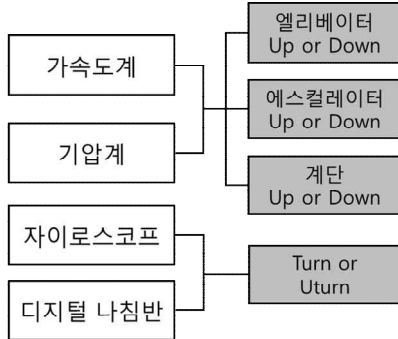 가속도계
기압계
자이로스코프
디지털 나침반
엘리베이터
Up or Down
에스컬레이터
Up or Down
계단
Up or Down
Turn or
Uturn